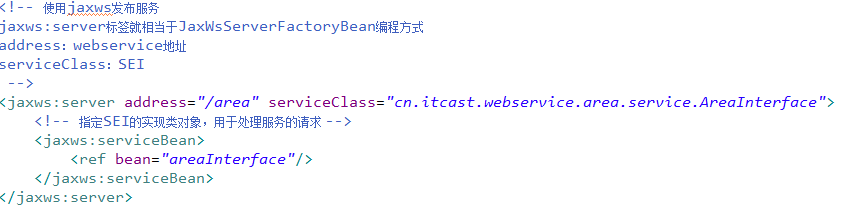 <!-- 使用jaxws发布服务
jaxws:server标签就相当于JaxWsServerFactoryBean编程方式
address：webservice地址
serviceClass：SEI
-->
<jaxws:server address="/area" serviceClass="cn.itcast.webservice.area.service.AreaInterface">
<!-- 指定SEI的实现类对象，用于处理服务的请求 -->
<jaxws:serviceBean>
<ref bean="areaInterface"/>
</jaxws:serviceBean>
</jaxws:server>